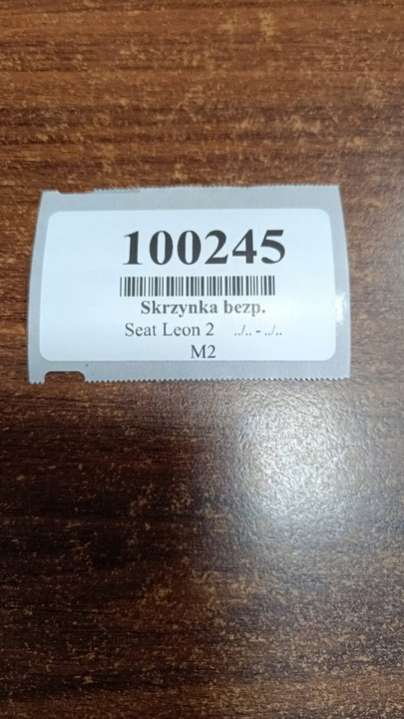 100245
Skrzynka bezp.
Seat Leon 2 ../.. - ../..
M2